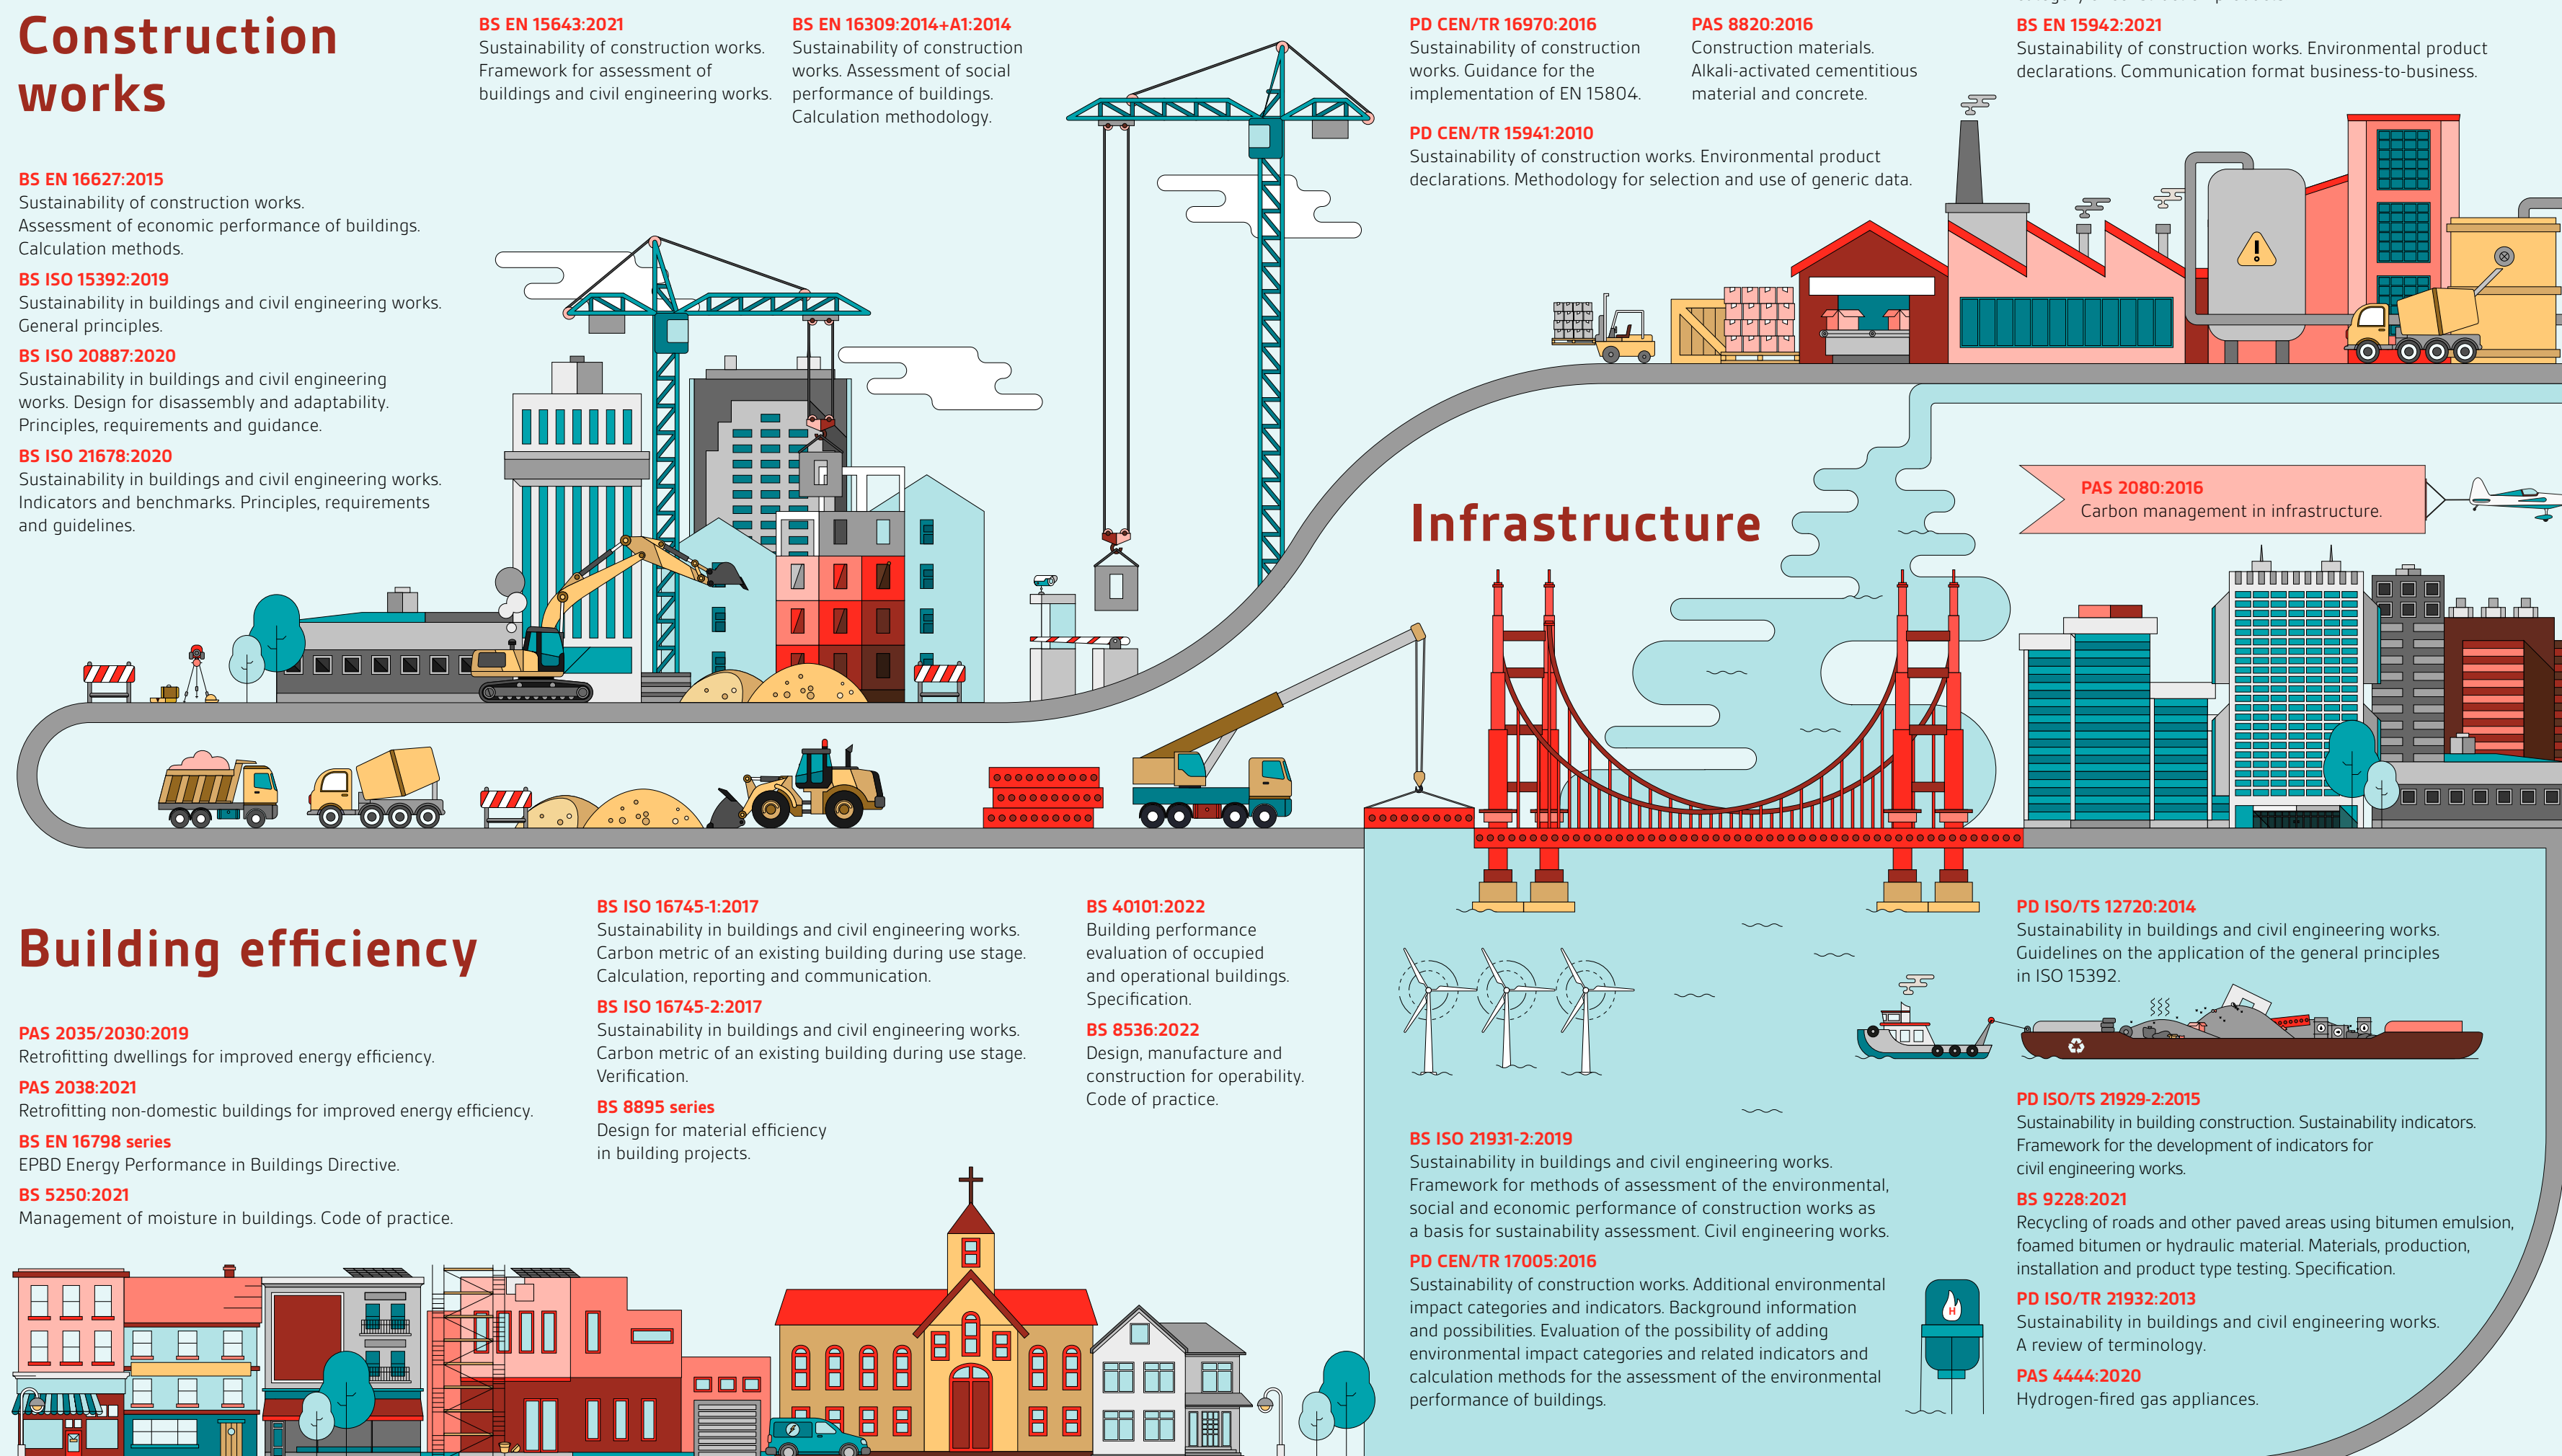 Construction
works
BS EN 16627:2015
Sustainability of construction works.
Assessment of economic performance of buildings.
Calculation methods.
BS ISO 15392:2019
Sustainability in buildings and civil engineering works.
General principles.
BS ISO 20887:2020
Sustainability in buildings and civil engineering
works. Design for disassembly and adaptability.
Principles, requirements and guidance.
BS ISO 21678:2020
Sustainability in buildings and civil engineering works.
Indicators and benchmarks. Principles, requirements
and guidelines.
BS EN 15643:2021
Sustainability of construction works.
Framework for assessment of
buildings and civil engineering works.
BS EN 16309:2014+A1:2014
Sustainability of construction
works. Assessment of social
performance of buildings.
Calculation methodology.
PD CEN/TR 16970:2016
Sustainability of construction
works. Guidance for the
implementation of EN 15804.
PAS 8820:2016
Construction materials.
Alkali-activated cementitious
material and concrete.
PD CEN/TR 15941:2010
Sustainability of construction works. Environmental product
declarations. Methodology for selection and use of generic data.
BS EN 15942:2021
Sustainability of construction works. Environmental product
declarations. Communication format business-to-business.
Infrastructure
PAS 2080:2016
Carbon management in infrastructure.
Building efficiency
PAS 2035/2030:2019
Retrofitting dwellings for improved energy efficiency.
PAS 2038:2021
Retrofitting non-domestic buildings for improved energy efficiency.
BS EN 16798 series
EPBD Energy Performance in Buildings Directive.
BS 5250:2021
Management of moisture in buildings. Code of practice.
BS ISO 16745-1:2017
Sustainability in buildings and civil engineering works.
Carbon metric of an existing building during use stage.
Calculation, reporting and communication.
BS ISO 16745-2:2017
Sustainability in buildings and civil engineering works.
Carbon metric of an existing building during use stage.
Verification.
BS 8895 series
Design for material efficiency
in building projects.
BS 40101:2022
Building performance
evaluation of occupied
and operational buildings.
Specification.
BS 8536:2022
Design, manufacture and
construction for operability.
Code of practice.
BS ISO 21931-2:2019
Sustainability in buildings and civil engineering works.
Framework for methods of assessment of the environmental,
social and economic performance of construction works as
a basis for sustainability assessment. Civil engineering works.
PD CEN/TR 17005:2016
Sustainability of construction works. Additional environmental
impact categories and indicators. Background information
and possibilities. Evaluation of the possibility of adding
environmental impact categories and related indicators and
calculation methods for the assessment of the environmental
performance of buildings.
PD ISO/TS 12720:2014
Sustainability in buildings and civil engineering works.
Guidelines on the application of the general principles
in ISO 15392.
PD ISO/TS 21929-2:2015
Sustainability in building construction. Sustainability indicators.
Framework for the development of indicators for
civil engineering works.
BS 9228:2021
Recycling of roads and other paved areas using bitumen emulsion,
foamed bitumen or hydraulic material. Materials, production,
installation and product type testing. Specification.
PD ISO/TR 21932:2013
Sustainability in buildings and civil engineering works.
A review of terminology.
PAS 4444:2020
Hydrogen-fired gas appliances.
H